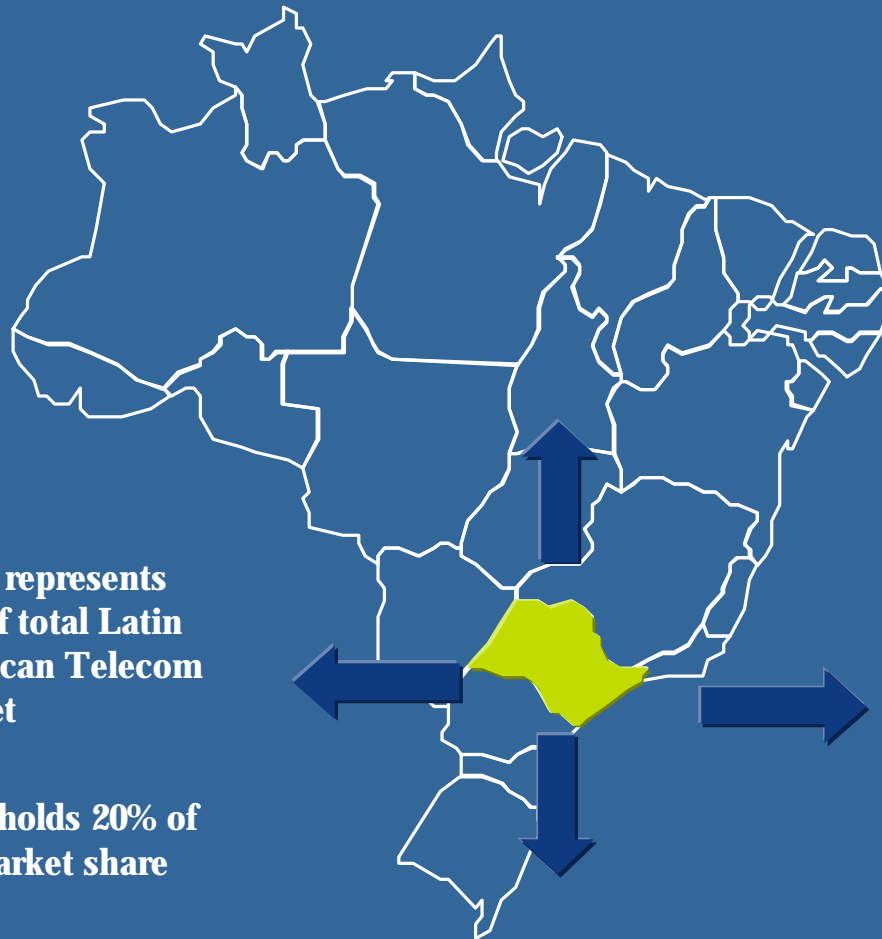 represents
f total Latin
can Telecom
et
holds 20% of
arket share